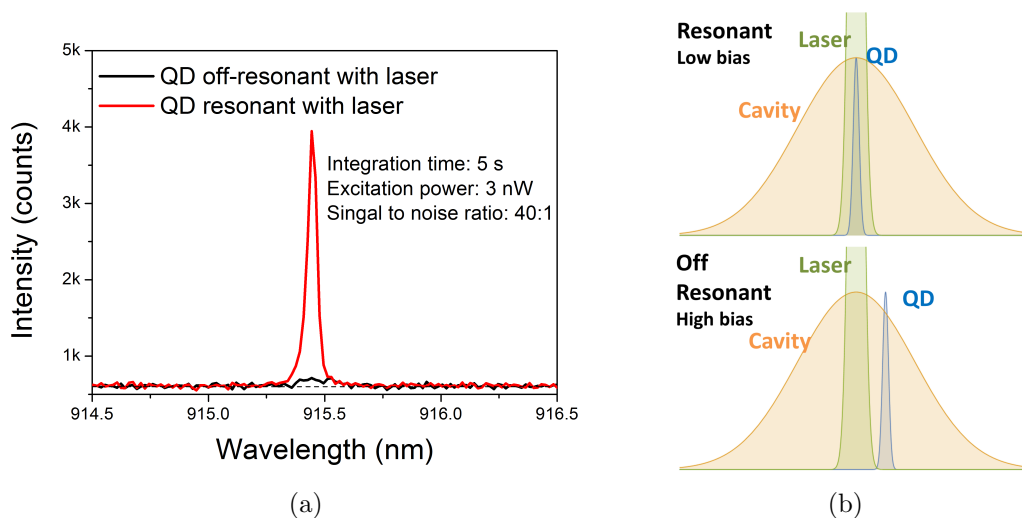 5k
4k
3k
2k
1k
Intensity (counts)
QD off-resonant with laser
QD resonant with laser
Integration time: 5 s
Excitation power: 3 nW
Singal to noise ratio: 40:1
914.5 915.0 915.5 916.0 916.5
Wavelength (nm)
(a)
Resonant
Low bias
Laser
QD
Cavity
Off
Resonant
High bias
Laser
QD
Cavity
(b)